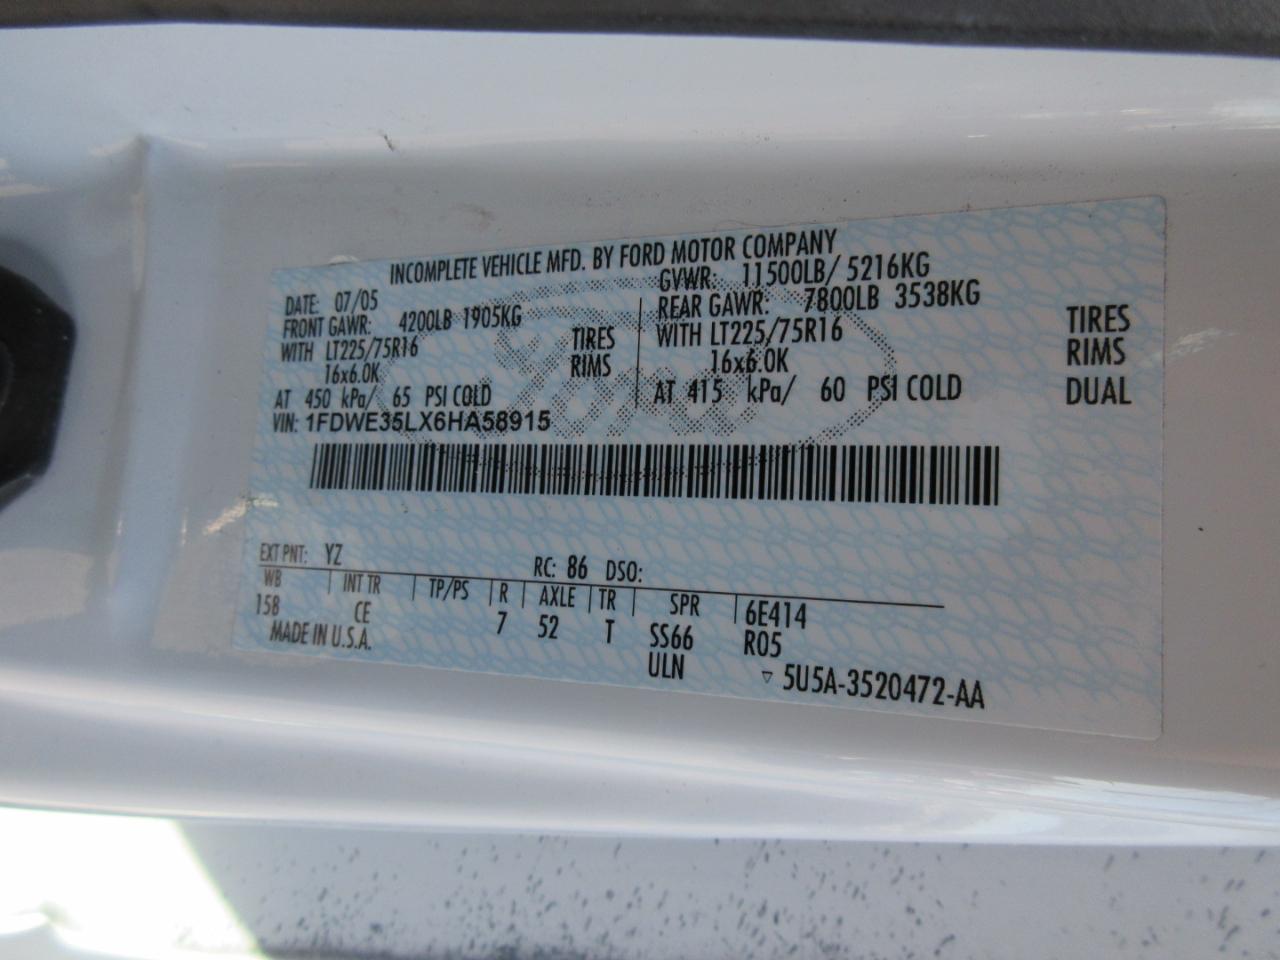 INCOMPLETE VEHICLE MFD. BY FORD MOTOR COMPANY
DATE: 07/05 GVWR: 11500LB/ 5216KG
FRONT GAWR: 4200LB 1905KG REAR GAWR: 7800LB 3538KG
WITH LT225/75R16 TIRES WITH LT225/75R16 TIRES
16x6.0K RIMS 16x6.0K RIMS
AT 450 kPa/ 65 PSI COLD AT 415 kPa/ 60 PSI COLD DUAL
VIN: 1FDWE35LX6HA58915
Ford
EXT PNT: YZ RC: 86 DSO:
WB INT TR TP/PS R AXLE TR SPR 6E414
158 CE 7 52 T SS66 R05
MADE IN U.S.A. ULN ▽ 5U5A-3520472-AA